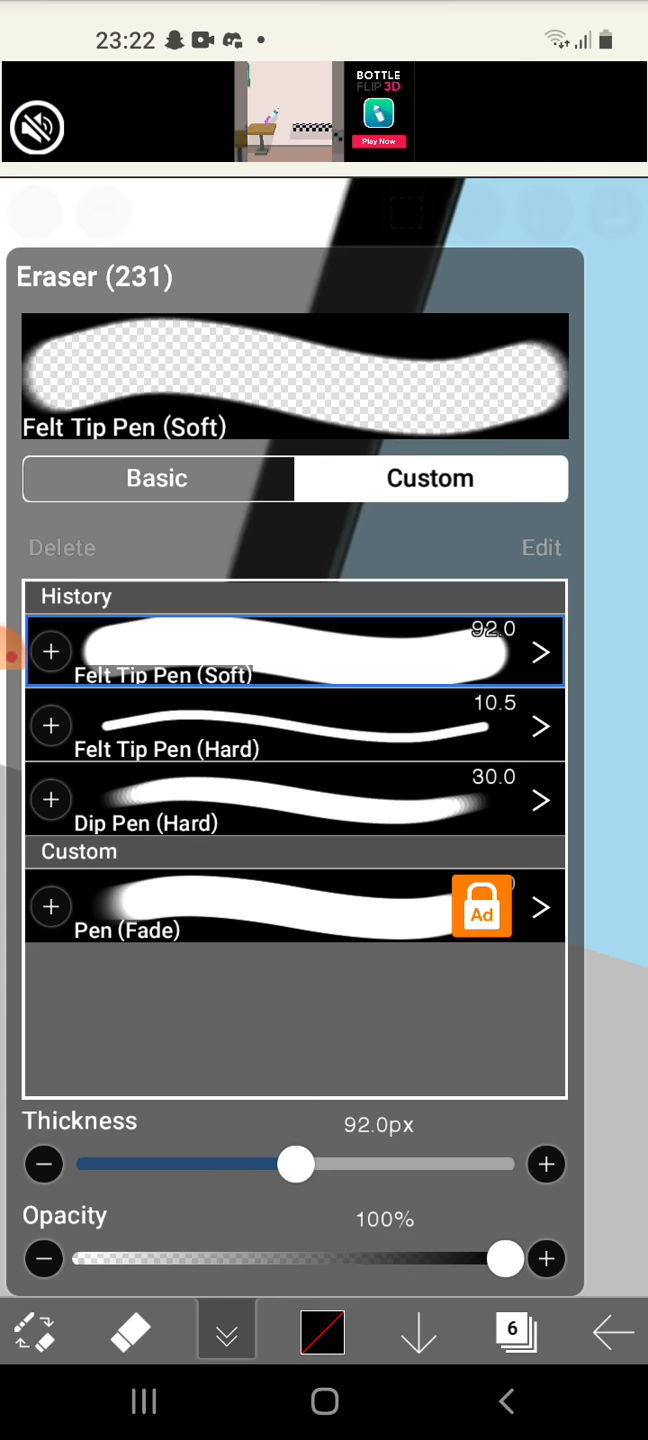 23:22
BOTTLE
FLIP 3D
Play Now
Eraser (231)
Felt Tip Pen (Soft)
Basic
Custom
Delete
Edit
History
92.0
Felt Tip Pen (Soft)
10.5
Felt Tip Pen (Hard)
30.0
Dip Pen (Hard)
Custom
Ad
Pen (Fade)
Thickness
92.0px
Opacity
100%
6